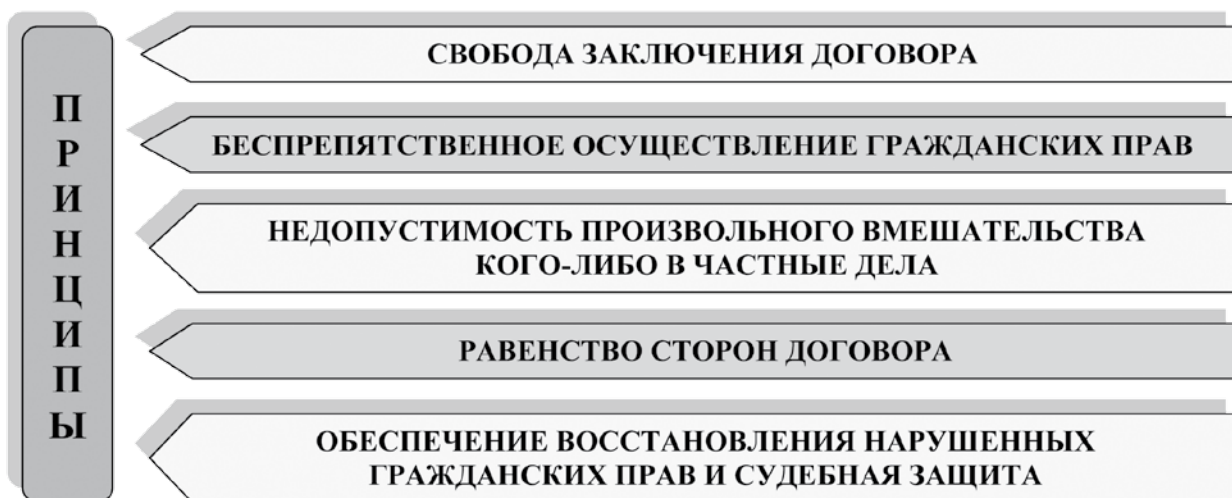 ПРИНЦИПЫ
СВОБОДА ЗАКЛЮЧЕНИЯ ДОГОВОРА
БЕСПРЕПЯТСТВЕННОЕ ОСУЩЕСТВЛЕНИЕ ГРАЖДАНСКИХ ПРАВ
НЕДОПУСТИМОСТЬ ПРОИЗВОЛЬНОГО ВМЕШАТЕЛЬСТВА
КОГО-ЛИБО В ЧАСТНЫЕ ДЕЛА
РАВЕНСТВО СТОРОН ДОГОВОРА
ОБЕСПЕЧЕНИЕ ВОССТАНОВЛЕНИЯ НАРУШЕННЫХ
ГРАЖДАНСКИХ ПРАВ И СУДЕБНАЯ ЗАЩИТА